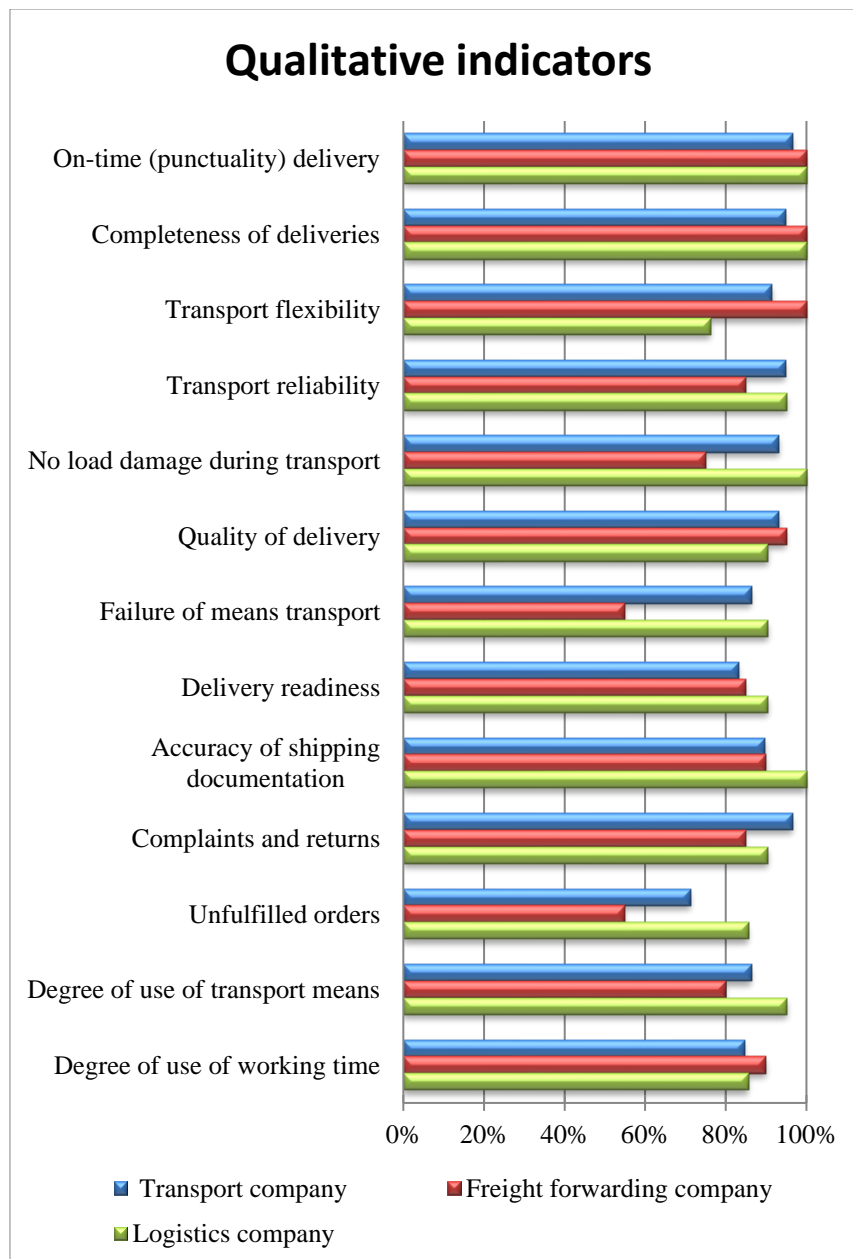 Qualitative indicators
On-time (punctuality) delivery
Completeness of deliveries
Transport flexibility
Transport reliability
No load damage during transport
Quality of delivery
Failure of means transport
Delivery readiness
Accuracy of shipping
documentation
Complaints and returns
Unfulfilled orders
Degree of use of transport means
Degree of use of working time
0% 20% 40% 60% 80% 100%
Transport company Freight forwarding company
Logistics company